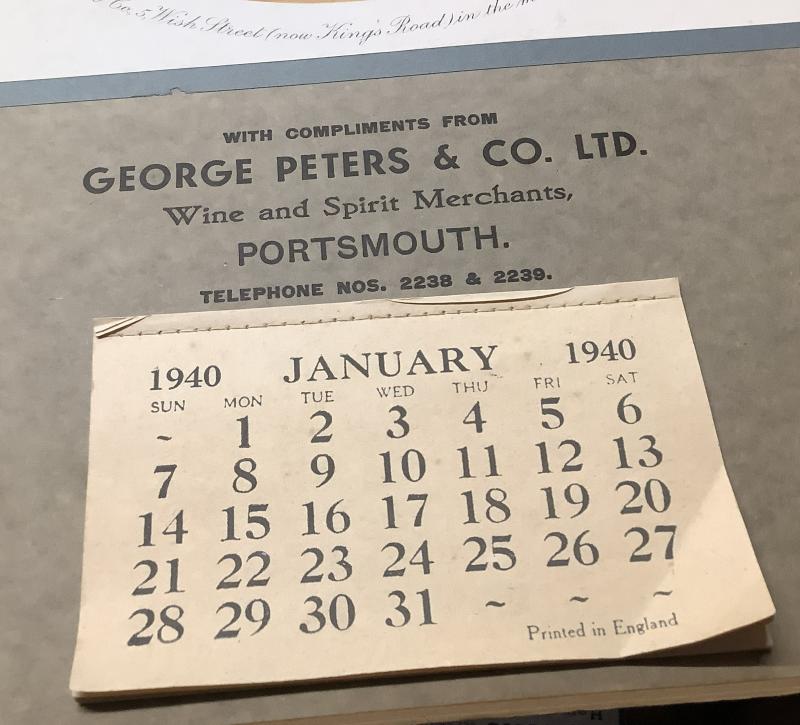 Co. 5, Wish Street (now King's Road) in the
WITH COMPLIMENTS FROM
GEORGE PETERS & CO. LTD.
Wine and Spirit Merchants,
PORTSMOUTH.
TELEPHONE NOS. 2238 & 2239.
1940 JANUARY 1940
SUN MON TUE WED THU FRI SAT
~ 1 2 3 4 5 6
7 8 9 10 11 12 13
14 15 16 17 18 19 20
21 22 23 24 25 26 27
28 29 30 31 ~ ~ ~
Printed in England